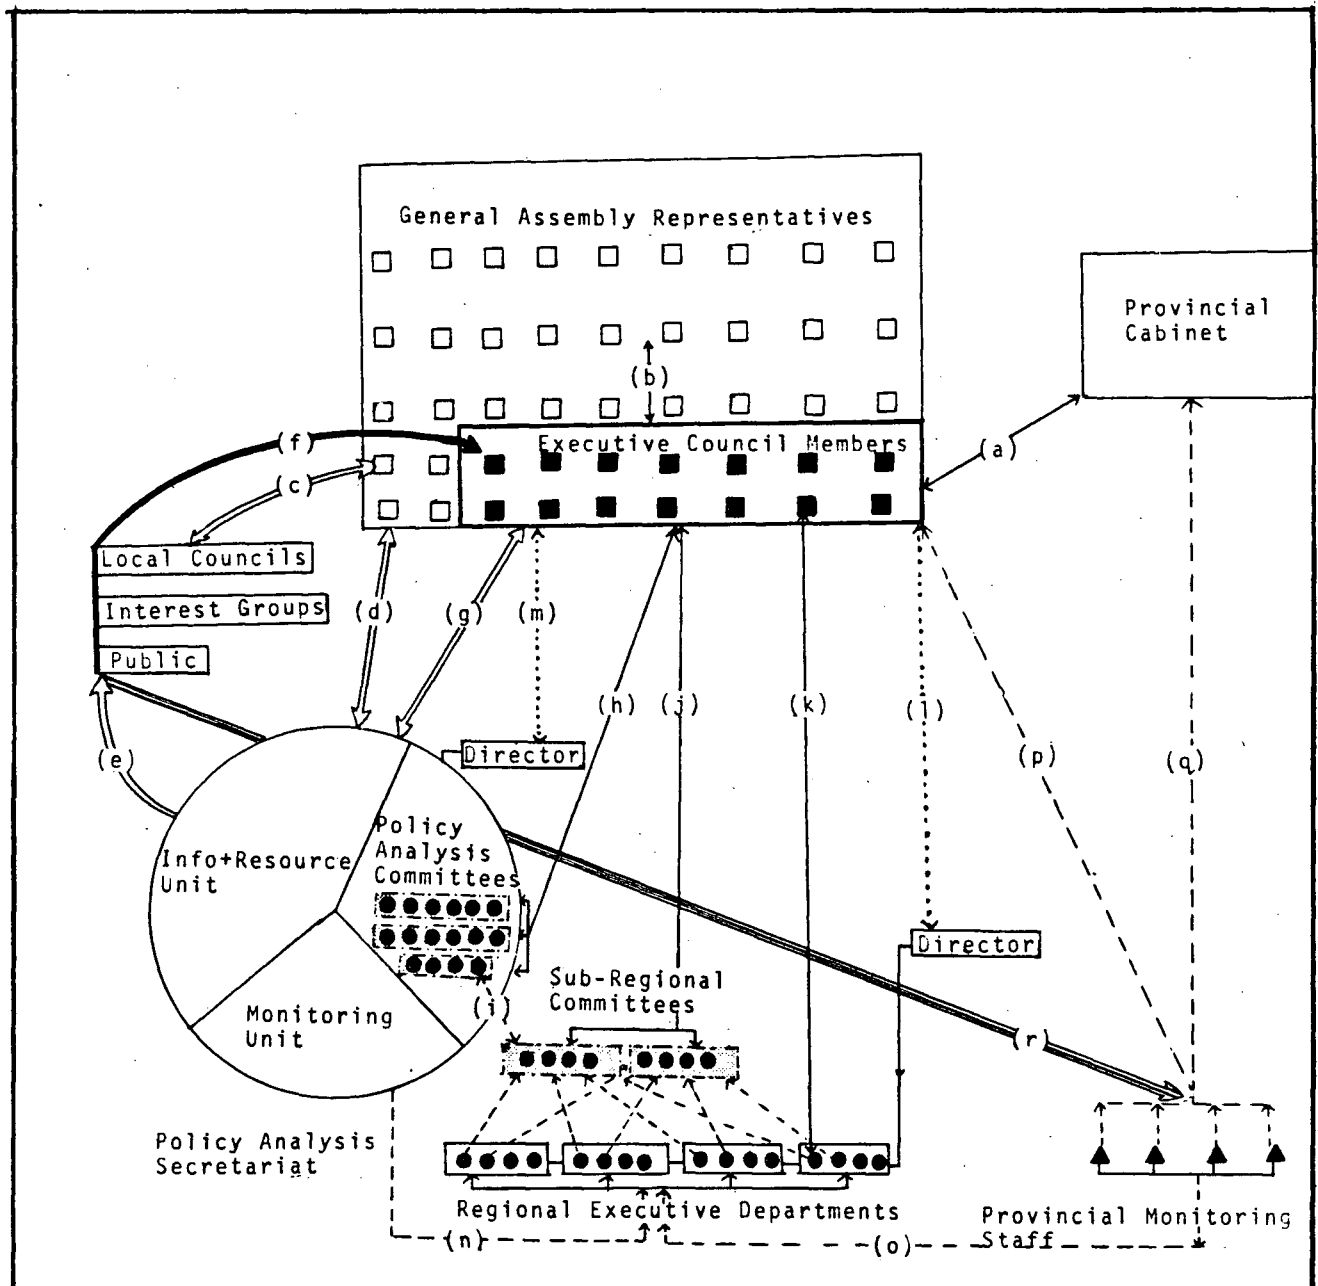 General Assembly Representatives
Provincial
Cabinet
(b)
(f)
Executive Council Members
(a)
(c)
Local Councils
Interest Groups
(d)
(g)
(m)
Public
(h)
(j)
(k)
(l)
(e)
Director
(p)
(q)
Policy
Analysis
Committees
Info+Resource
Unit
Director
Sub-Regional
Committees
(i)
Monitoring
Unit
(r)
Policy Analysis
Secretariat
Regional Executive Departments
Provincial Monitoring
Staff
(n)
(o)